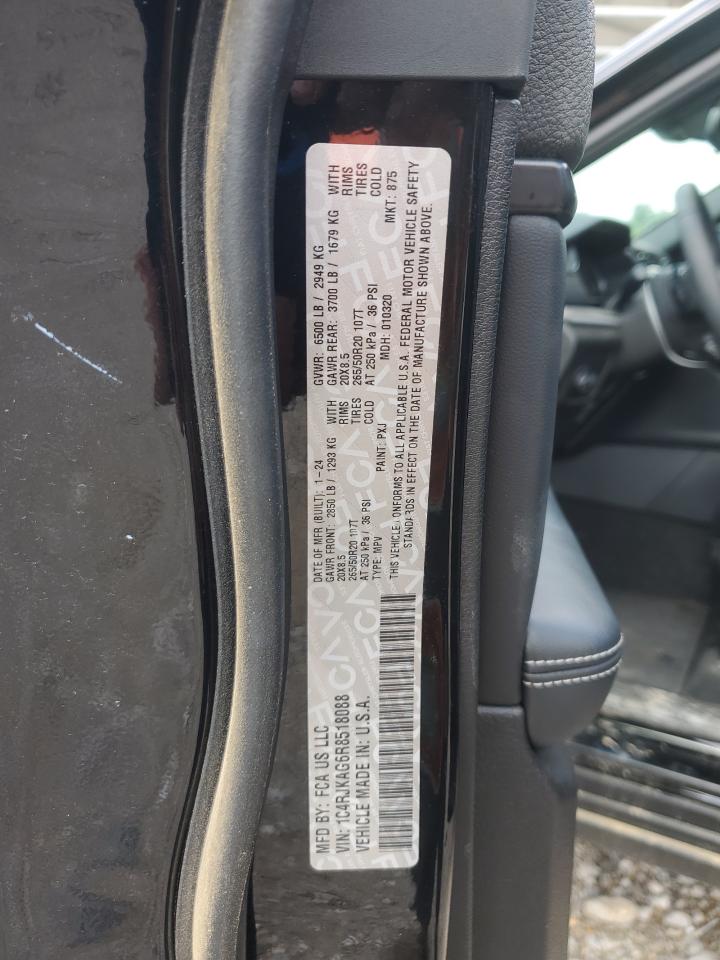 MFD BY: FCA US LLC
DATE OF MFR (BUILT): 1-24
GVWR: 6500 LB / 2949 KG
VIN: 1C4RJKAG6R8518088
GAWR FRONT: 2850 LB / 1293 KG WITH
GAWR REAR: 3700 LB / 1679 KG WITH
20X8.5 RIMS
20X8.5 RIMS
265/50R20 107T TIRES
265/50R20 107T TIRES
AT 250 kPa / 36 PSI COLD
AT 250 kPa / 36 PSI COLD
VEHICLE MADE IN: U.S.A.
TYPE: MPV PAINT: PXJ MDH: 010320 MKT: 875
THIS VEHICLE CONFORMS TO ALL APPLICABLE U.S.A. FEDERAL MOTOR VEHICLE SAFETY
STANDARDS IN EFFECT ON THE DATE OF MANUFACTURE SHOWN ABOVE.